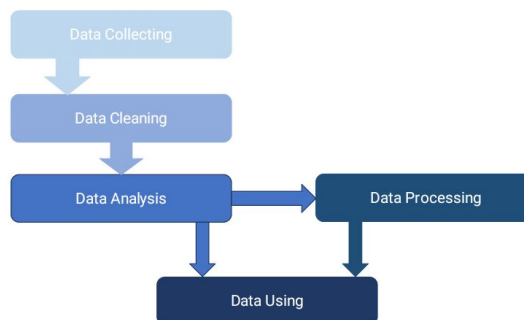 Data Collecting
Data Cleaning
Data Analysis
Data Processing
Data Using